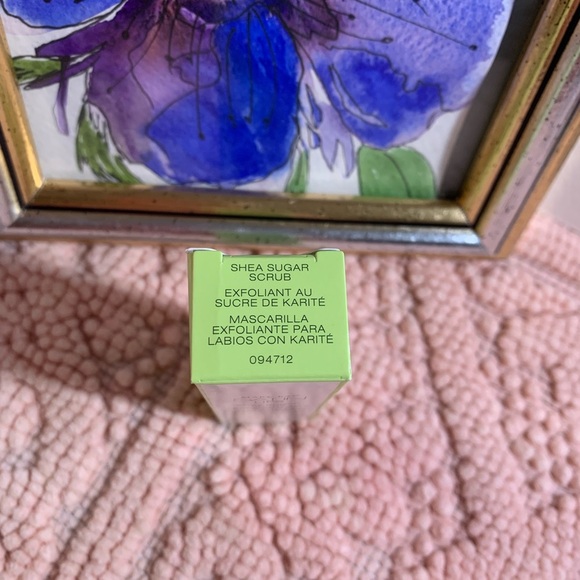 SHEA SUGAR
SCRUB
EXFOLIANT AU
SUCRE DE KARITÉ
MASCARILLA
EXFOLIANTE PARA
LABIOS CON KARITÉ
094712